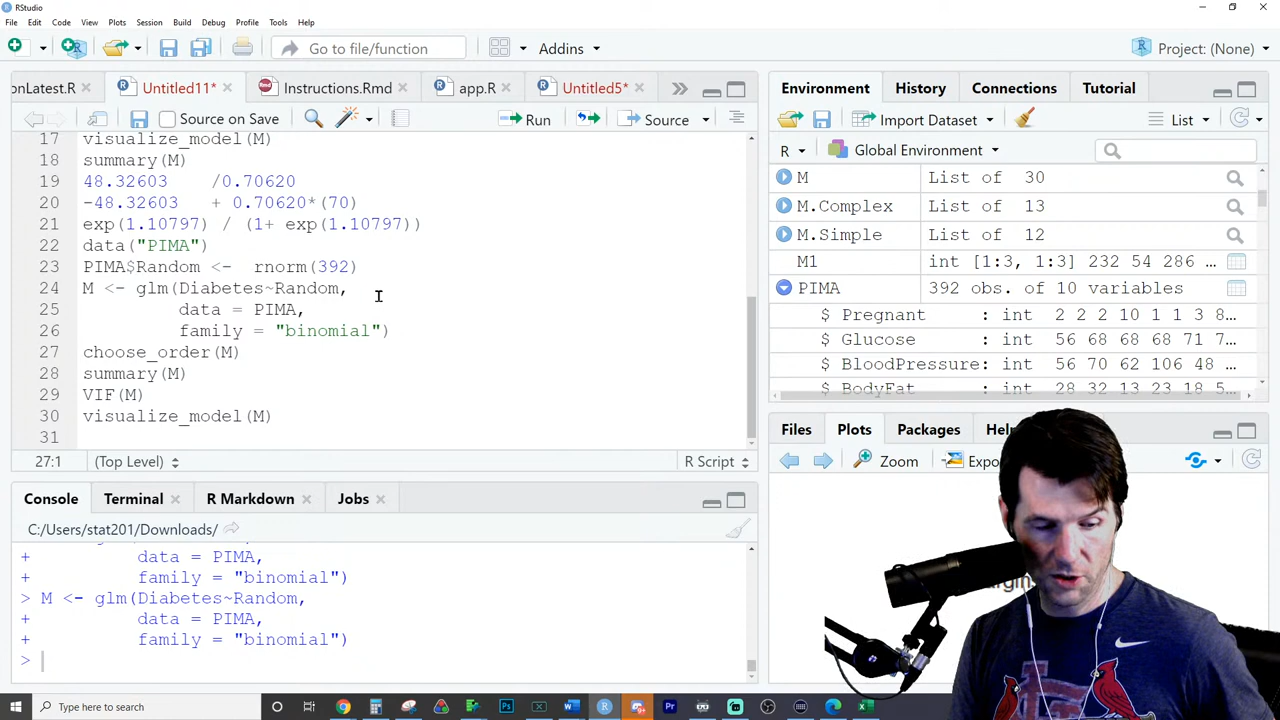 RStudio
File Edit Code View Plots Session Build Debug Profile Tools Help
Go to file/function Addins Project: (None)
onLatest.R Untitled11* Instructions.Rmd app.R Untitled5*
Source on Save Run Source
17 visualize_model(M)
18 summary(M)
19 48.32603 /0.70620
20 -48.32603 + 0.70620*(70)
21 exp(1.10797) / (1+ exp(1.10797))
22 data("PIMA")
23 PIMA$Random <- rnorm(392)
24 M <- glm(Diabetes~Random,
25 data = PIMA,
26 family = "binomial")
27 choose_order(M)
28 summary(M)
29 VIF(M)
30 visualize_model(M)
31
27:1 (Top Level) R Script
Console Terminal R Markdown Jobs
C:/Users/stat201/Downloads/
+ data = PIMA,
+ family = "binomial")
> M <- glm(Diabetes~Random,
+ data = PIMA,
+ family = "binomial")
>
Environment History Connections Tutorial
Import Dataset List
R Global Environment
M List of 30
M.Complex List of 13
M.Simple List of 12
M1 int [1:3, 1:3] 232 54 286 ...
PIMA 392 obs. of 10 variables
$ Pregnant : int 2 2 2 10 1 1 3 8...
$ Glucose : int 56 68 68 68 71 7...
$ BloodPressure: int 56 70 62 106 48 ...
$ BodyFat : int 28 32 13 23 18 5
Files Plots Packages
Zoom
Type here to search